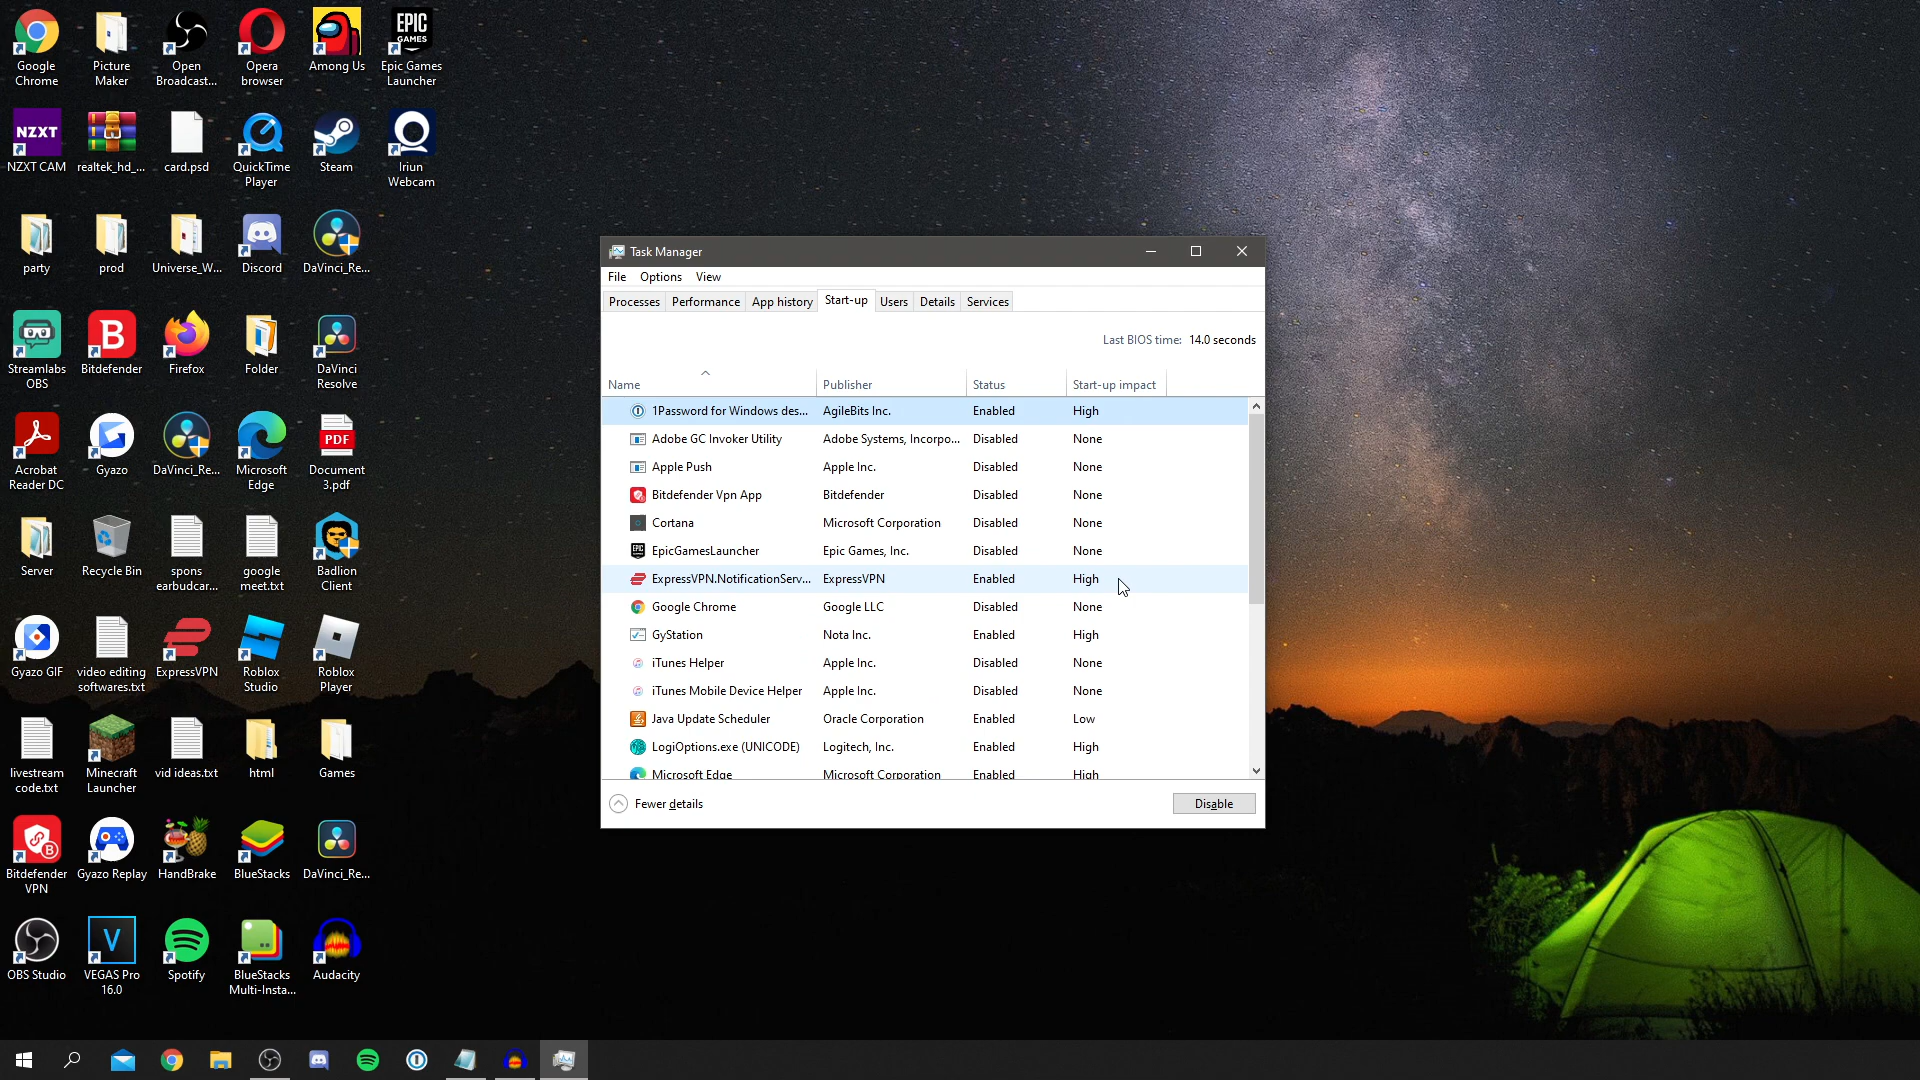 Google
Chrome
Picture
Maker
Open
Broadcast...
Opera
browser
Among Us
EPIC
GAMES
Epic Games
Launcher
NZXT
NZXT CAM
realtek_hd_...
card.psd
QuickTime
Player
Steam
Iriun
Webcam
party
prod
Universe_W...
Discord
DaVinci_Re...
Streamlabs
OBS
B
Bitdefender
Firefox
Folder
DaVinci
Resolve
Acrobat
Reader DC
Gyazo
DaVinci_Re...
Microsoft
Edge
PDF
Document
3.pdf
Server
Recycle Bin
spons
earbudcar...
google
meet.txt
Badlion
Client
Gyazo GIF
video editing
softwares.txt
ExpressVPN
Roblox
Studio
Roblox
Player
livestream
code.txt
Minecraft
Launcher
vid ideas.txt
html
Games
B
Bitdefender
VPN
Gyazo Replay
HandBrake
BlueStacks
DaVinci_Re...
OBS Studio
V
VEGAS Pro
16.0
Spotify
BlueStacks
Multi-Insta...
Audacity
Task Manager
File Options View
Processes Performance App history Start-up Users Details Services
Last BIOS time: 14.0 seconds
Name Publisher Status Start-up impact
1Password for Windows des... AgileBits Inc. Enabled High
Adobe GC Invoker Utility Adobe Systems, Incorpo... Disabled None
Apple Push Apple Inc. Disabled None
Bitdefender Vpn App Bitdefender Disabled None
Cortana Microsoft Corporation Disabled None
EpicGamesLauncher Epic Games, Inc. Disabled None
ExpressVPN.NotificationServ... ExpressVPN Enabled High
Google Chrome Google LLC Disabled None
GyStation Nota Inc. Enabled High
iTunes Helper Apple Inc. Disabled None
iTunes Mobile Device Helper Apple Inc. Disabled None
Java Update Scheduler Oracle Corporation Enabled Low
LogiOptions.exe (UNICODE) Logitech, Inc. Enabled High
Microsoft Edge Microsoft Corporation Enabled High
Fewer details
Disable